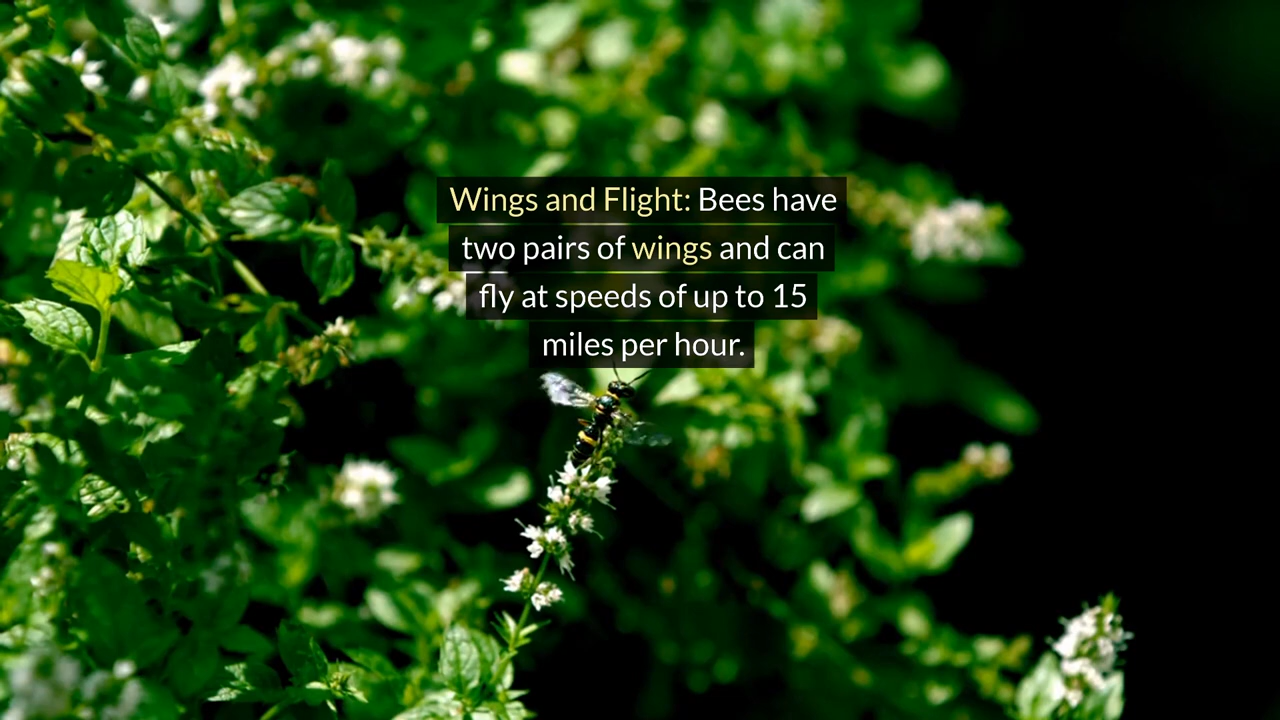 Wings and Flight: Bees have
two pairs of wings and can
fly at speeds of up to 15
miles per hour.